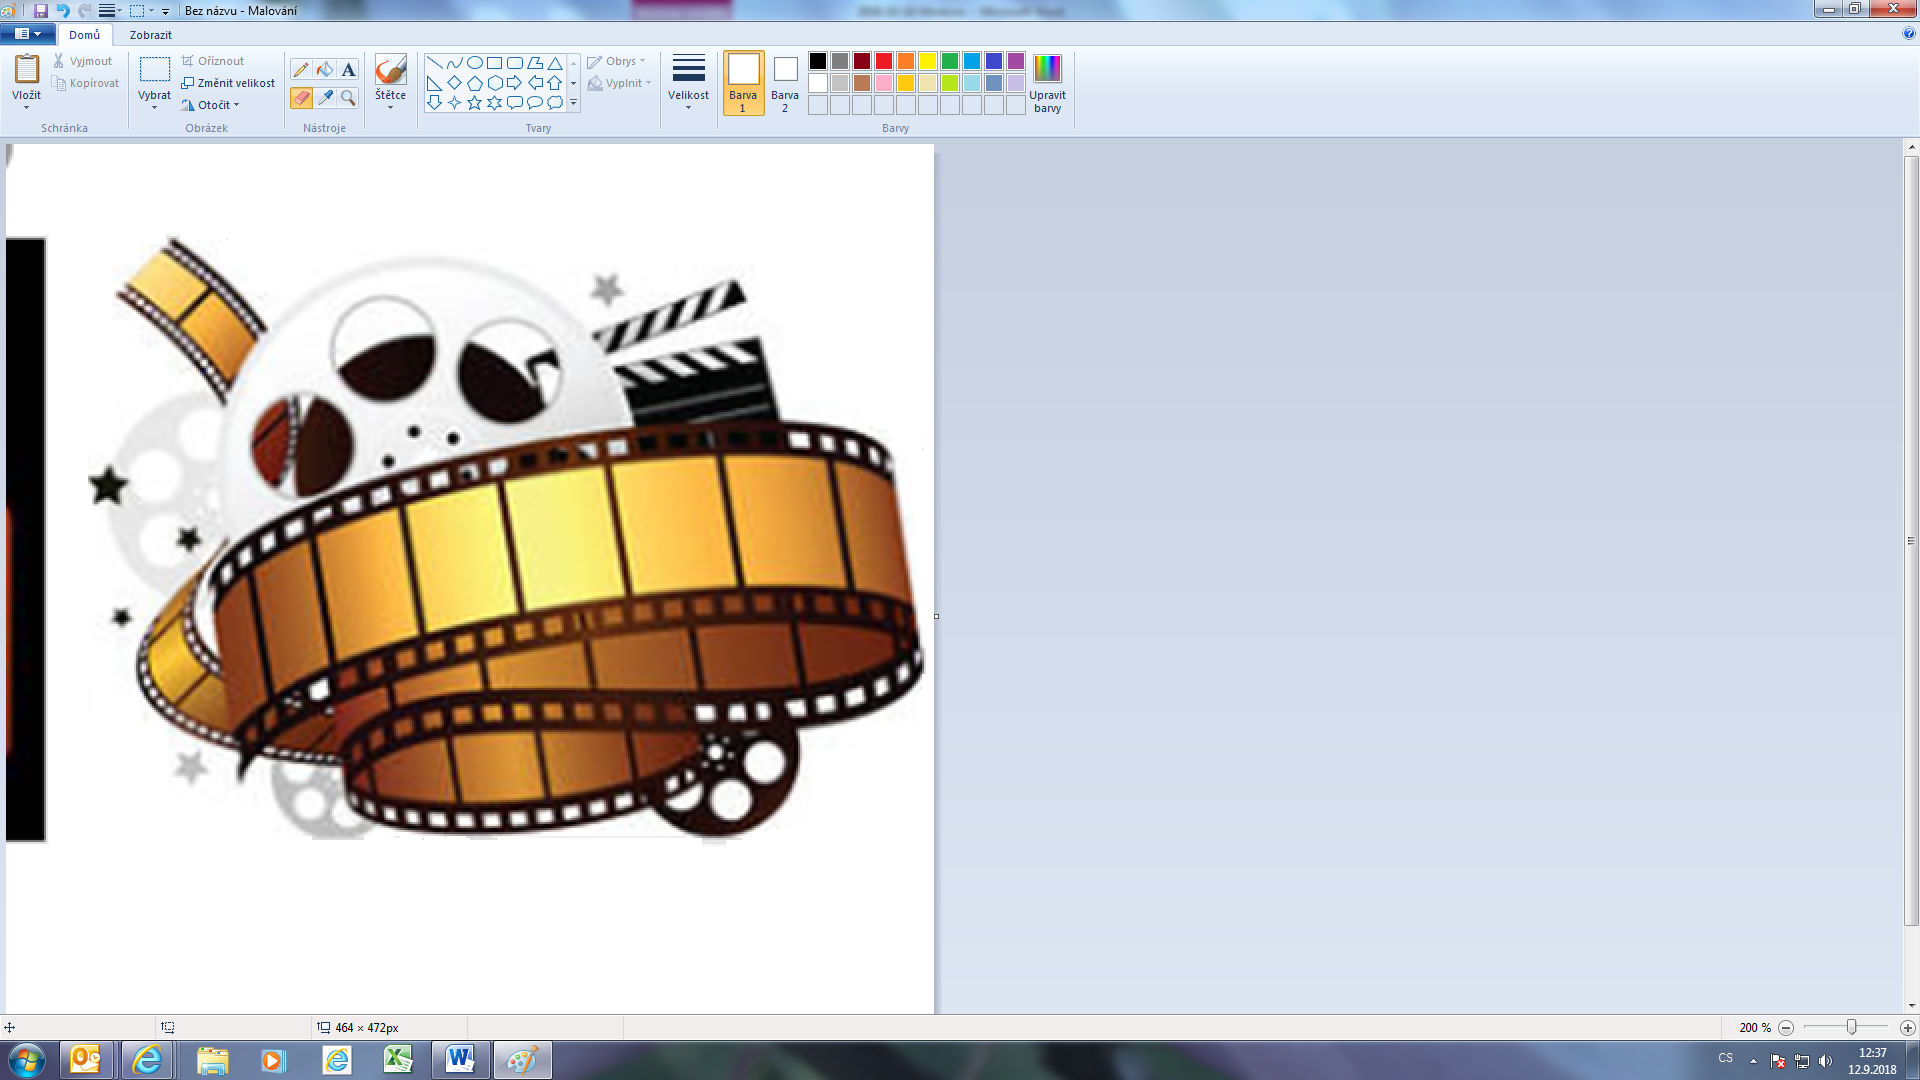 Bez názvu - Malování
Domů Zobrazit
Vložit
Vyjmout
Kopírovat
Schránka
Vybrat
Oříznout
Změnit velikost
Otočit
Obrázek
A
Nástroje
Štětce
Obrys
Vyplnit
Tvary
Velikost
Barva
1
Barva
2
Upravit
barvy
Barvy
464 × 472px
200 %
CS
12:37
12.9.2018